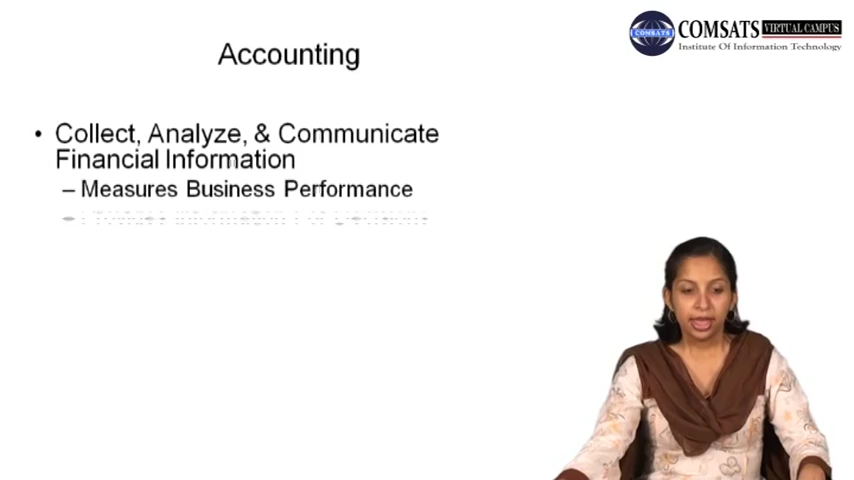 COMSATS VIRTUAL CAMPUS
COMSATS
Institute Of Information Technology
Accounting
• Collect, Analyze, & Communicate
Financial Information
– Measures Business Performance